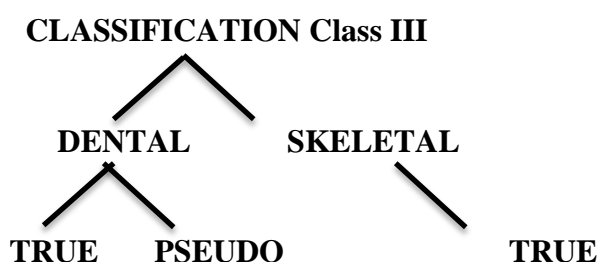 CLASSIFICATION Class III
DENTAL SKELETAL
TRUE PSEUDO TRUE